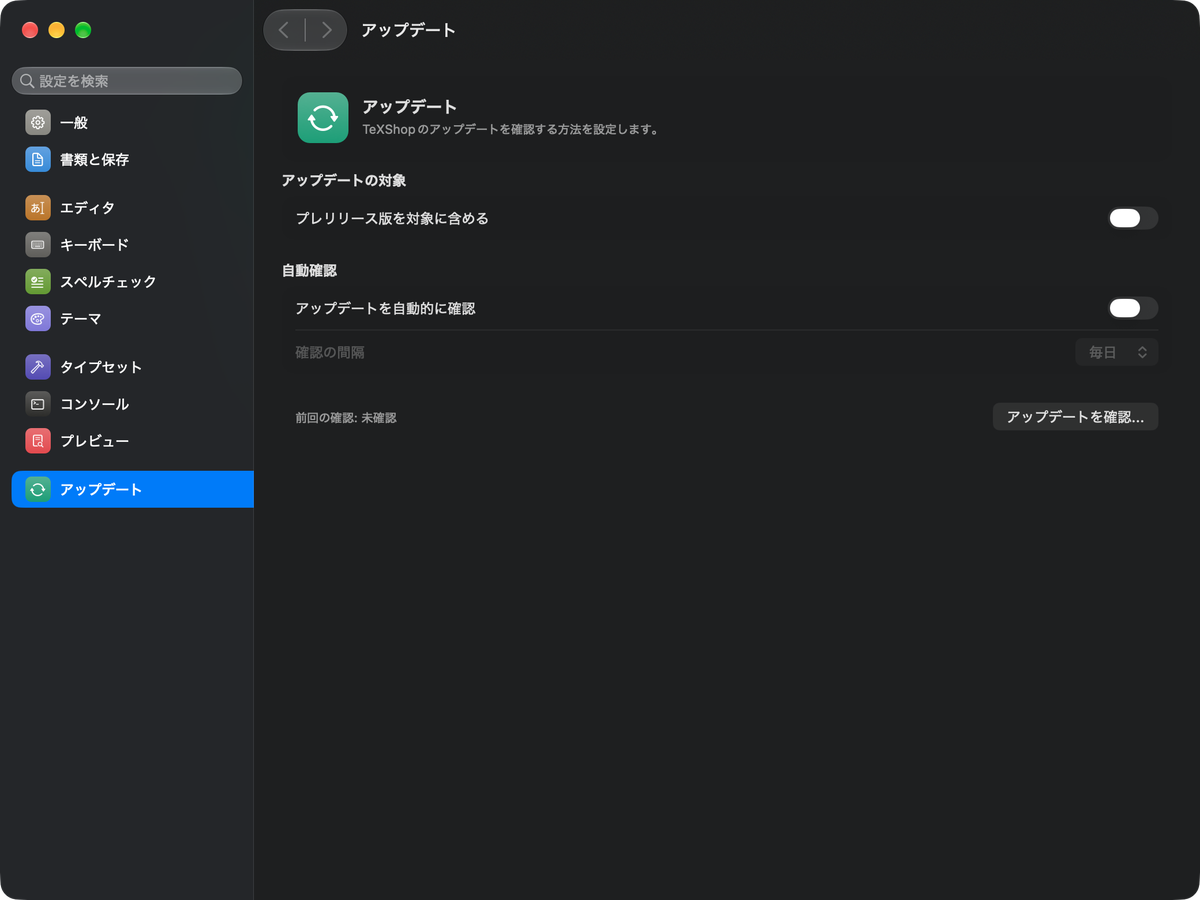 アップデート
設定を検索
一般
書類と保存
エディタ
キーボード
スペルチェック
テーマ
タイプセット
コンソール
プレビュー
アップデート
アップデート
TeXShopのアップデートを確認する方法を設定します。
アップデートの対象
プレリリース版を対象に含める
自動確認
アップデートを自動的に確認
確認の間隔 毎日
前回の確認: 未確認 アップデートを確認...